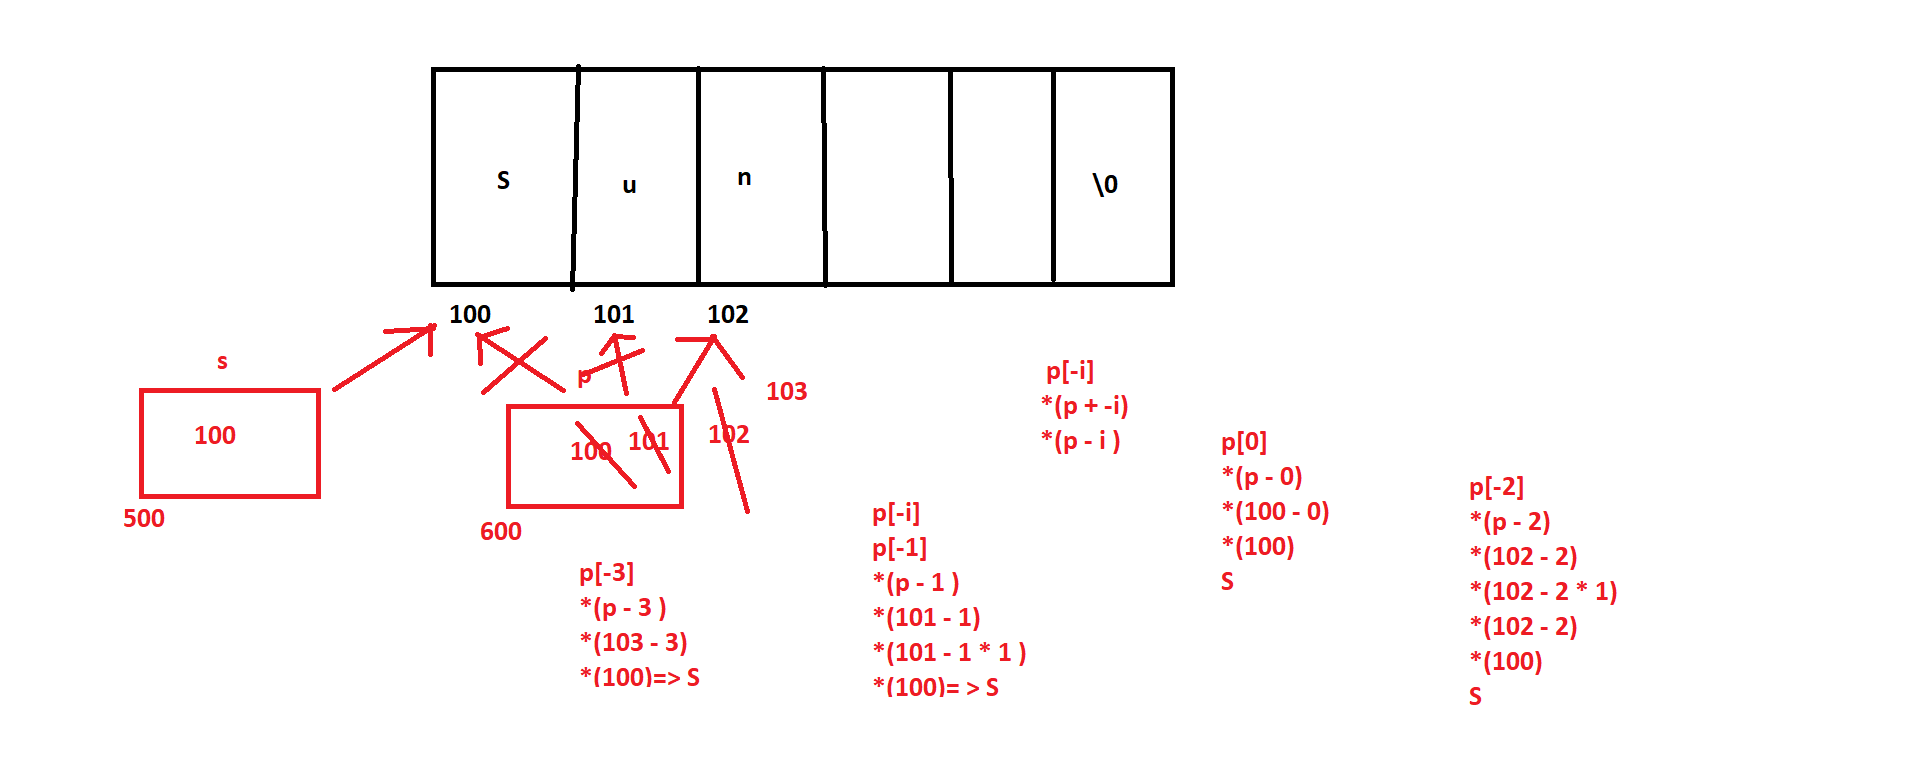 S
u
n
\0
100
101
102
s
100
500
p
100
101
102
103
600
p[-3]
*(p - 3 )
*(103 - 3)
*(100)=> S
p[-i]
p[-1]
*(p - 1 )
*(101 - 1)
*(101 - 1 * 1 )
*(100)= > S
p[-i]
*(p + -i)
*(p - i )
p[0]
*(p - 0)
*(100 - 0)
*(100)
S
p[-2]
*(p - 2)
*(102 - 2)
*(102 - 2 * 1)
*(102 - 2)
*(100)
S